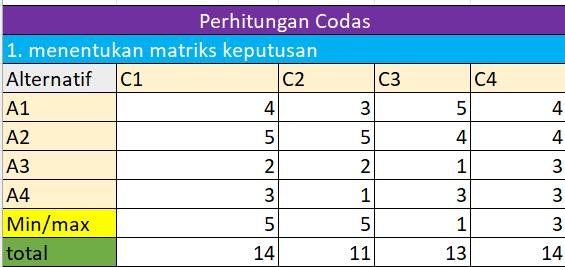 Perhitungan Codas
1. menentukan matriks keputusan
Alternatif C1 C2 C3 C4
A1 4 3 5 4
A2 5 5 4 4
A3 2 2 1 3
A4 3 1 3 3
Min/max 5 5 1 3
total 14 11 13 14